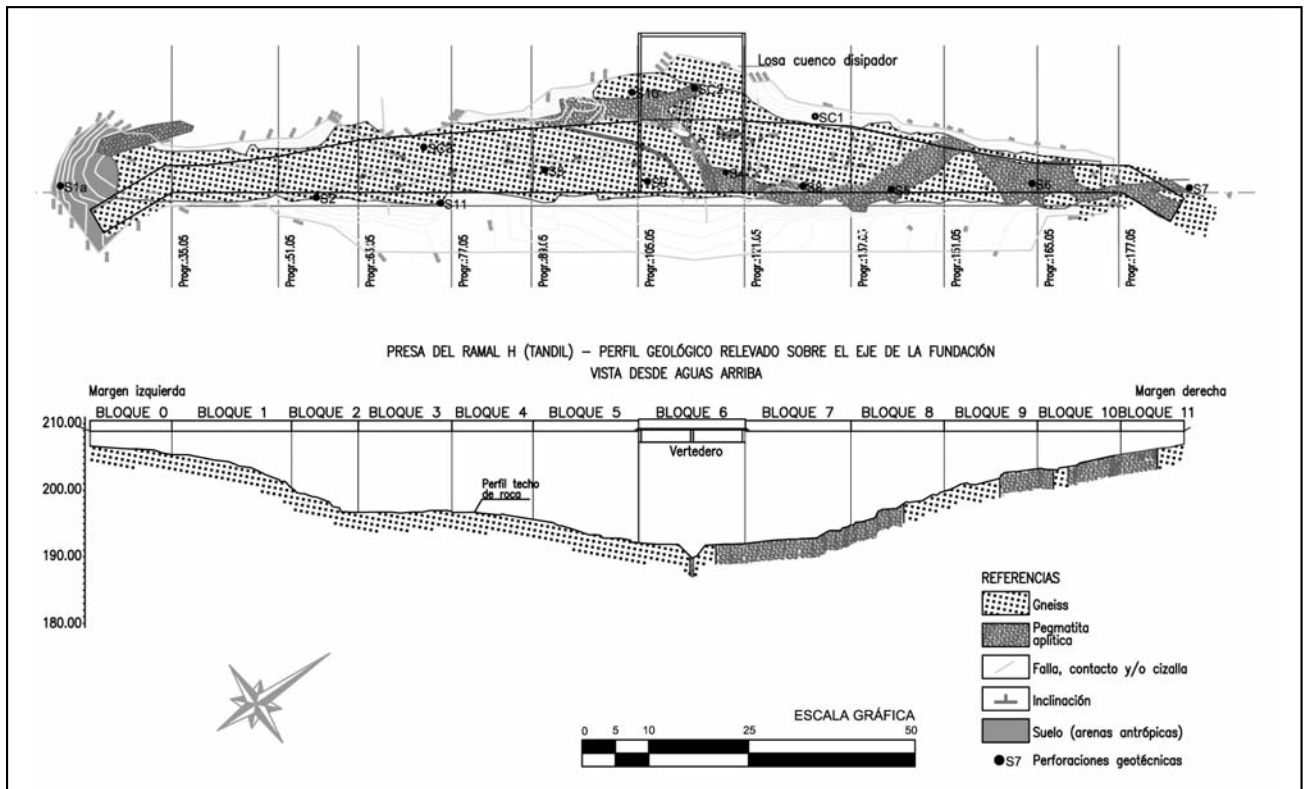 Losa cuenco disipador
S10
SC2
SC1
S1a
S2
S11
S8
S5
S6
S7
Progr.:35.05
Progr.:51.05
Progr.:77.05
Progr.:105.05
Progr.:121.05
Progr.:151.05
Progr.:165.05
Progr.:177.05
PRESA DEL RAMAL H (TANDIL) – PERFIL GEOLÓGICO RELEVADO SOBRE EL EJE DE LA FUNDACIÓN
VISTA DESDE AGUAS ARRIBA
Margen izquierda
Margen derecha
BLOQUE 0 BLOQUE 1 BLOQUE 2 BLOQUE 3 BLOQUE 4 BLOQUE 5 BLOQUE 6 BLOQUE 7 BLOQUE 8 BLOQUE 9 BLOQUE 10 BLOQUE 11
210.00
Vertedero
Perfil techo
de roca
200.00
190.00
180.00
REFERENCIAS
Gneiss
Pegmatita
aplítica
Falla, contacto y/o cizalla
Inclinación
Suelo (arenas antrópicas)
S7 Perforaciones geotécnicas
ESCALA GRÁFICA
0 5 10 25 50